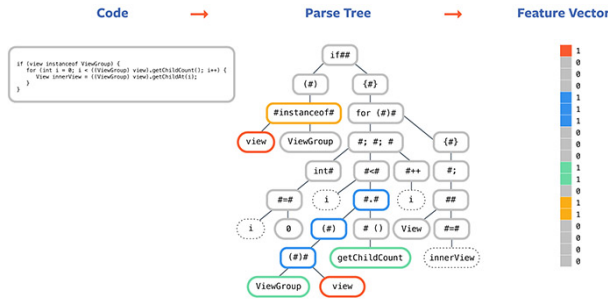 Code → Parse Tree → Feature Vector
if (view instanceof ViewGroup) {
for (int i = 0; i < ((ViewGroup) view).getChildCount(); i++) {
View innerView = ((ViewGroup) view).getChildAt(i);
}
}
if##
(#) {#}
#instanceof# for (#)#
view ViewGroup #; #; # {#}
int# #<# #++ #;
#=# i #.# i ##
i 0 (#) # () View #=#
(#)# getChildCount innerView
ViewGroup view
1
0
0
0
1
1
1
0
0
0
1
1
0
1
1
0
0
0
0